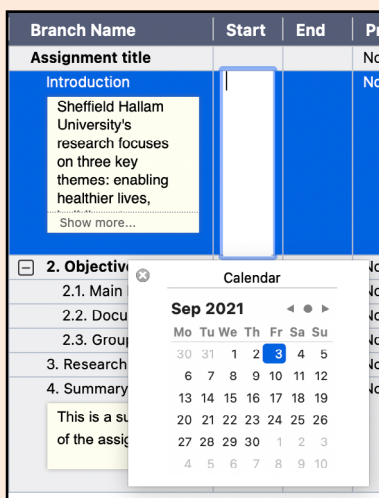 Branch Name Start End
Assignment title No
Introduction No
Sheffield Hallam
University's
research focuses
on three key
themes: enabling
healthier lives,
Show more...
2. Objectiv
2.1. Main
2.2. Docu
2.3. Group
3. Research
4. Summary
This is a su
of the assig
Calendar
Sep 2021
Mo Tu We Th Fr Sa Su
30 31 1 2 3 4 5
6 7 8 9 10 11 12
13 14 15 16 17 18 19
20 21 22 23 24 25 26
27 28 29 30 1 2 3
4 5 6 7 8 9 10